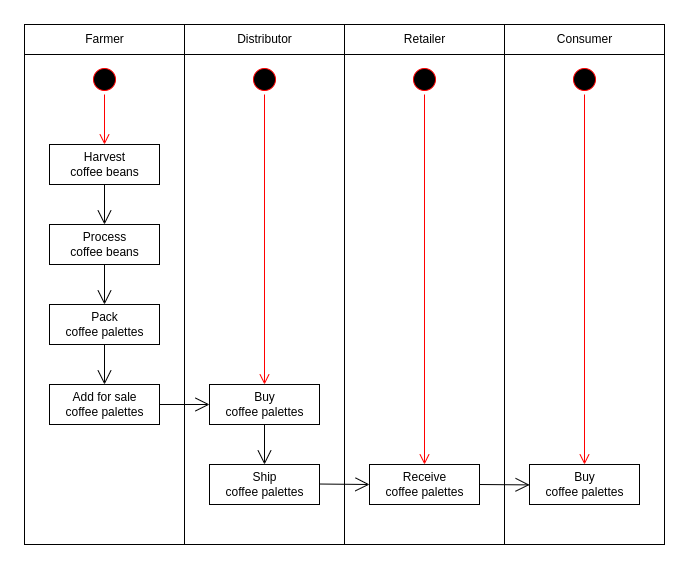 Farmer
Distributor
Retailer
Consumer
Harvest
coffee beans
Process
coffee beans
Pack
coffee palettes
Add for sale
coffee palettes
Buy
coffee palettes
Ship
coffee palettes
Receive
coffee palettes
Buy
coffee palettes